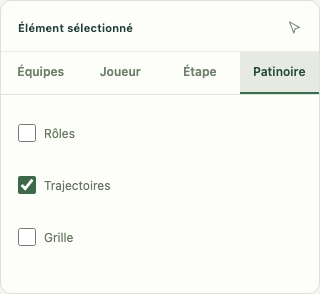 Élément sélectionné
Équipes Joueur Étape Patinoire
Rôles
Trajectoires
Grille